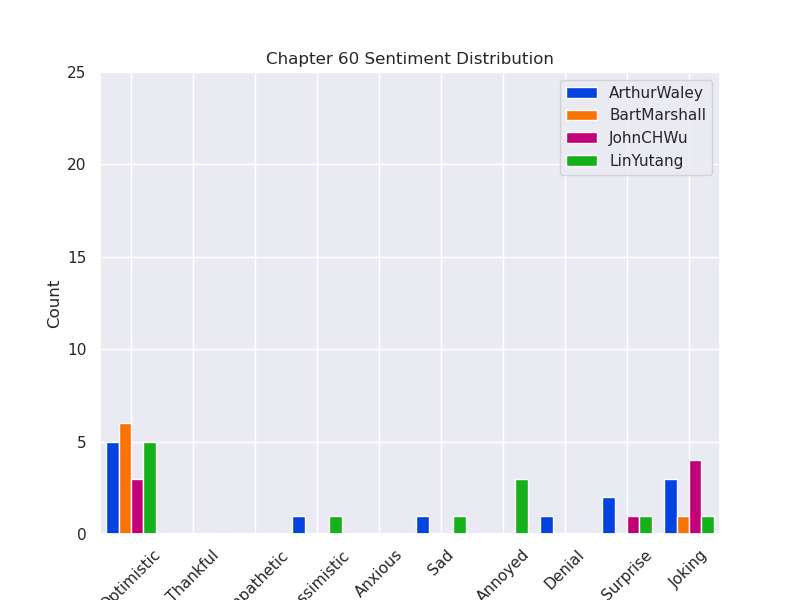 Chapter 60 Sentiment Distribution
25
20
15
10
5
0
Count
ArthurWaley
BartMarshall
JohnCHWu
LinYutang
Optimistic
Thankful
Anxious
Sad
Annoyed
Denial
Surprise
Joking